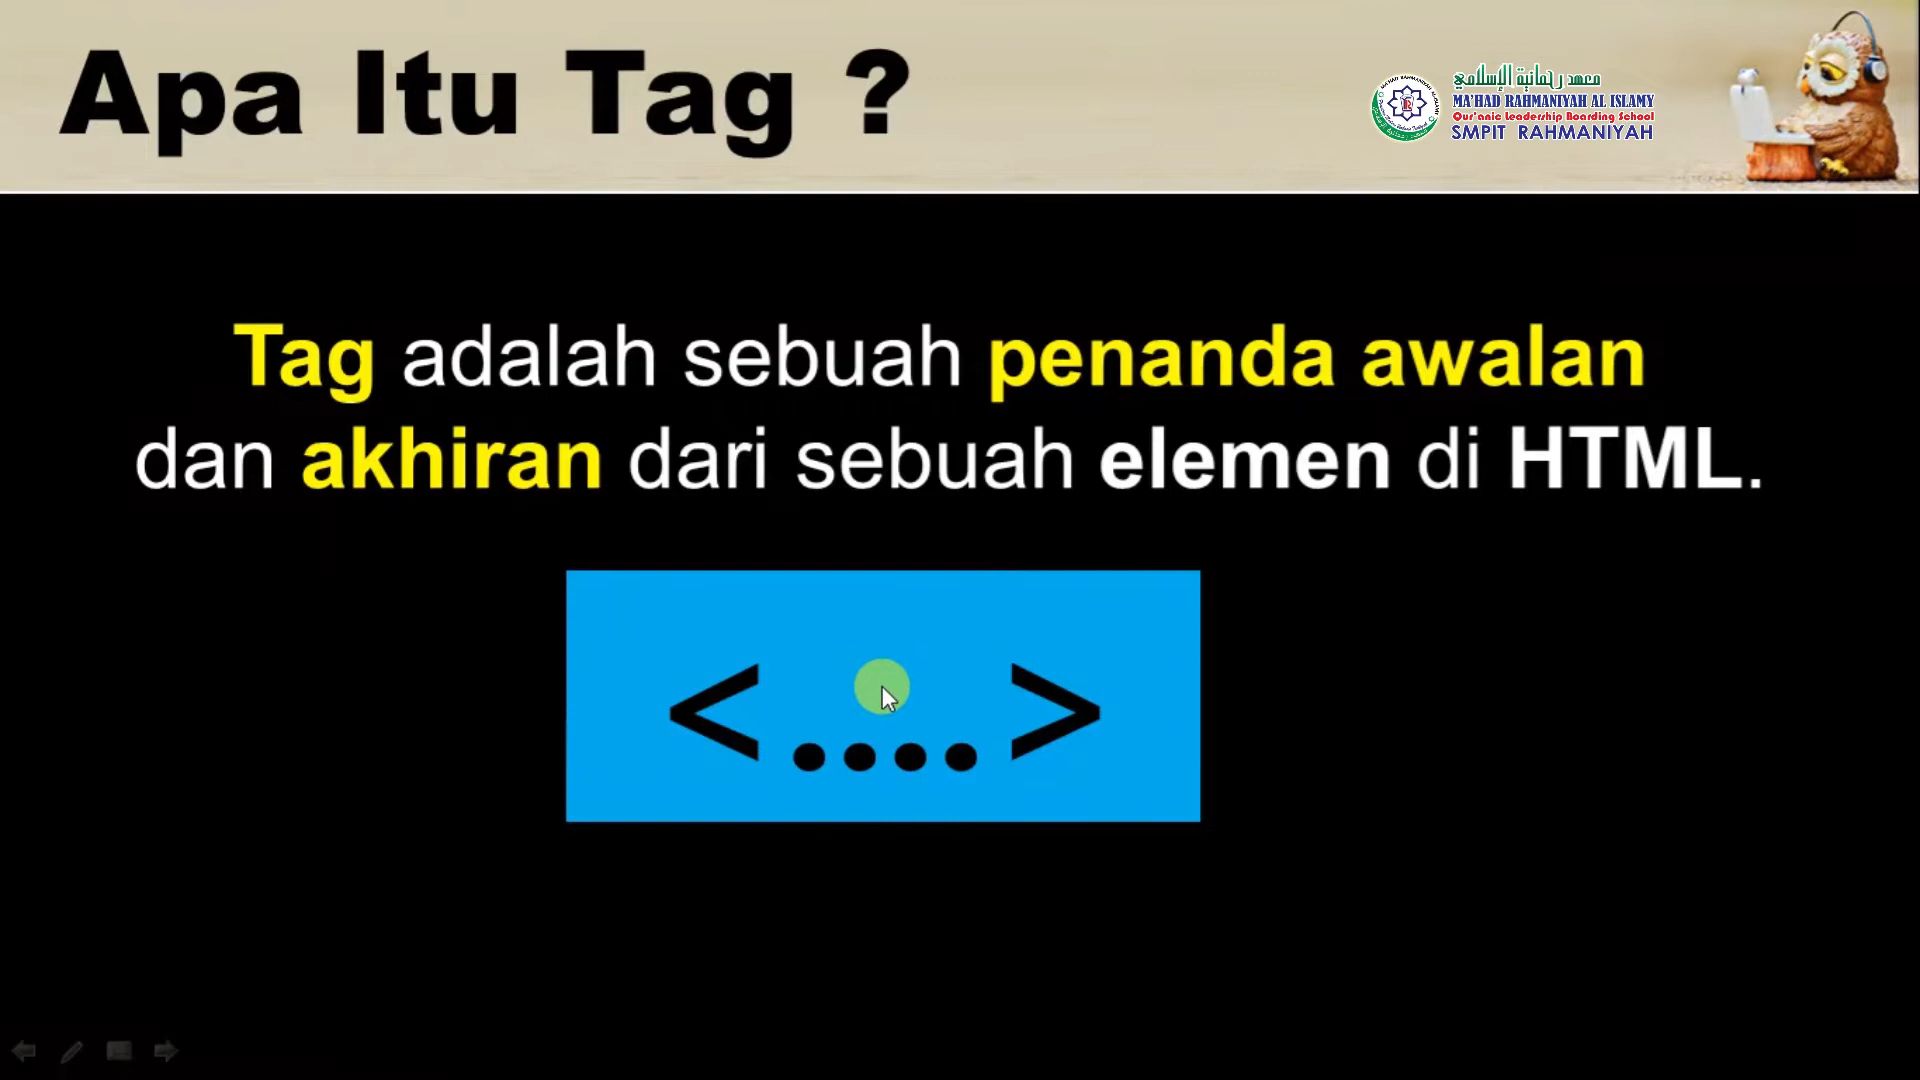 Apa Itu Tag ?
معهد رحمانية الإسلامي
MA'HAD RAHMANIYAH AL ISLAMY
Qur'anic Leadership Boarding School
SMPIT RAHMANIYAH
Tag adalah sebuah penanda awalan
dan akhiran dari sebuah elemen di HTML.
<....>